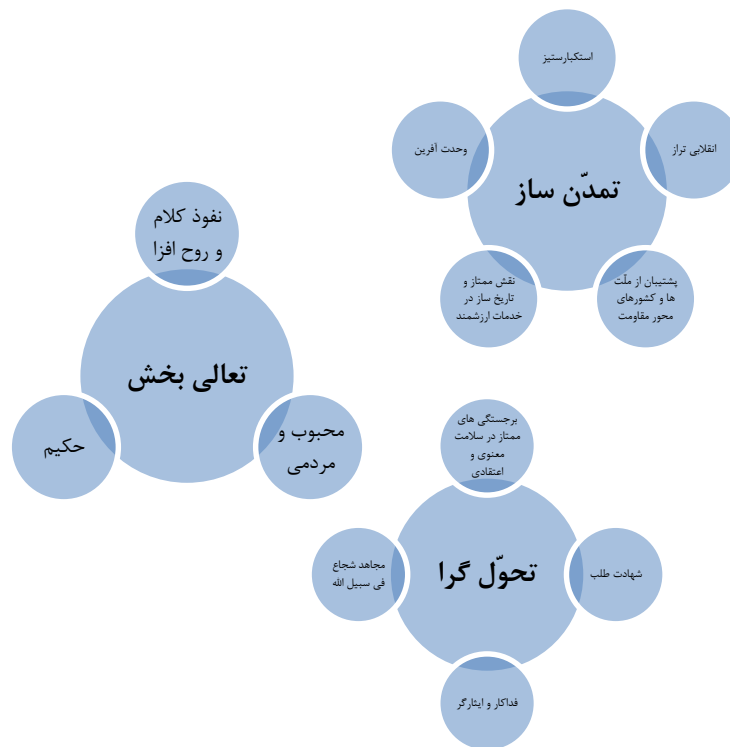 استکبارستیز
انقلابی تراز
وحدت آفرین
تمدّن ساز
پشتیبان از ملّت
ها و کشورهای
محور مقاومت
نقش ممتاز و
تاریخ ساز در
خدمات ارزشمند
نفوذ کلام
و روح افزا
تعالی بخش
محبوب و
مردمی
حکیم
برجستگی های
ممتاز در سلامت
معنوی و
اعتقادی
شهادت طلب
تحوّل گرا
مجاهد شجاع
فی سبیل الله
فداکار و ایثارگر